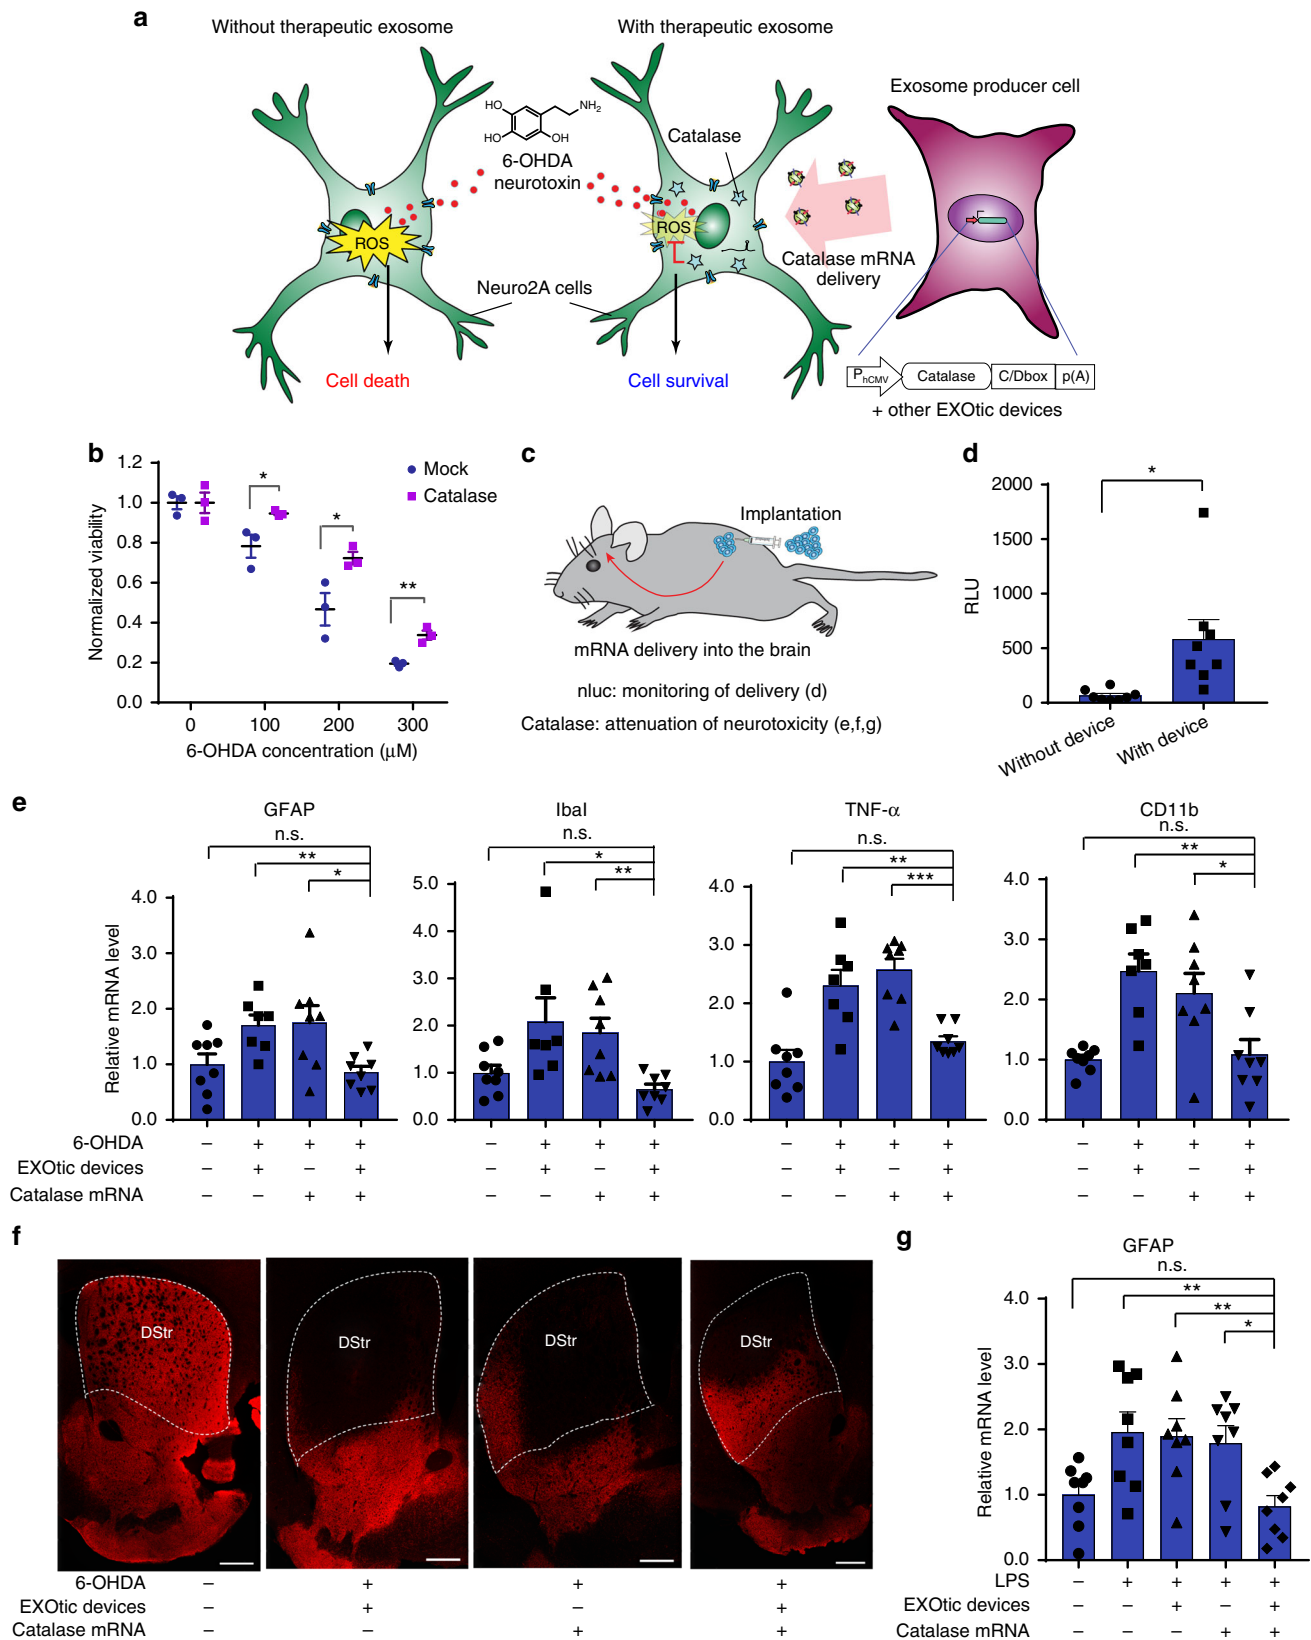 a
Without therapeutic exosome
With therapeutic exosome
Exosome producer cell
HO
HO
HO
OH
NH2
6-OHDA
neurotoxin
Catalase
ROS
ROS
Catalase mRNA
delivery
Neuro2A cells
Cell death
Cell survival
PhCMV
Catalase
C/Dbox
p(A)
+ other EXOtic devices
b
Normalized viability
1.2
1.0
0.8
0.6
0.4
0.2
0.0
* * **
Mock
Catalase
0 100 200 300
6-OHDA concentration (μM)
c
Implantation
mRNA delivery into the brain
nluc: monitoring of delivery (d)
Catalase: attenuation of neurotoxicity (e,f,g)
d
*
RLU
2000
1500
1000
500
0
Without device
With device
e
Relative mRNA level
GFAP
n.s.
**
*
4.0
3.0
2.0
1.0
0.0
IbaI
n.s.
*
**
5.0
3.0
2.0
1.0
0.0
TNF-α
n.s.
**
***
4.0
3.0
2.0
1.0
0.0
CD11b
n.s.
**
*
4.0
3.0
2.0
1.0
0.0
6-OHDA – + + + – + + + – + + + – + + +
EXOtic devices – + – + – + – + – + – + – + – +
Catalase mRNA – – + + – – + + – – + + – – + +
f
DStr
DStr
DStr
DStr
6-OHDA – + + +
EXOtic devices – + – +
Catalase mRNA – – + +
g
GFAP
n.s.
**
**
*
Relative mRNA level
4.0
3.0
2.0
1.0
0.0
LPS – + + + +
EXOtic devices – – + – +
Catalase mRNA – – – + +